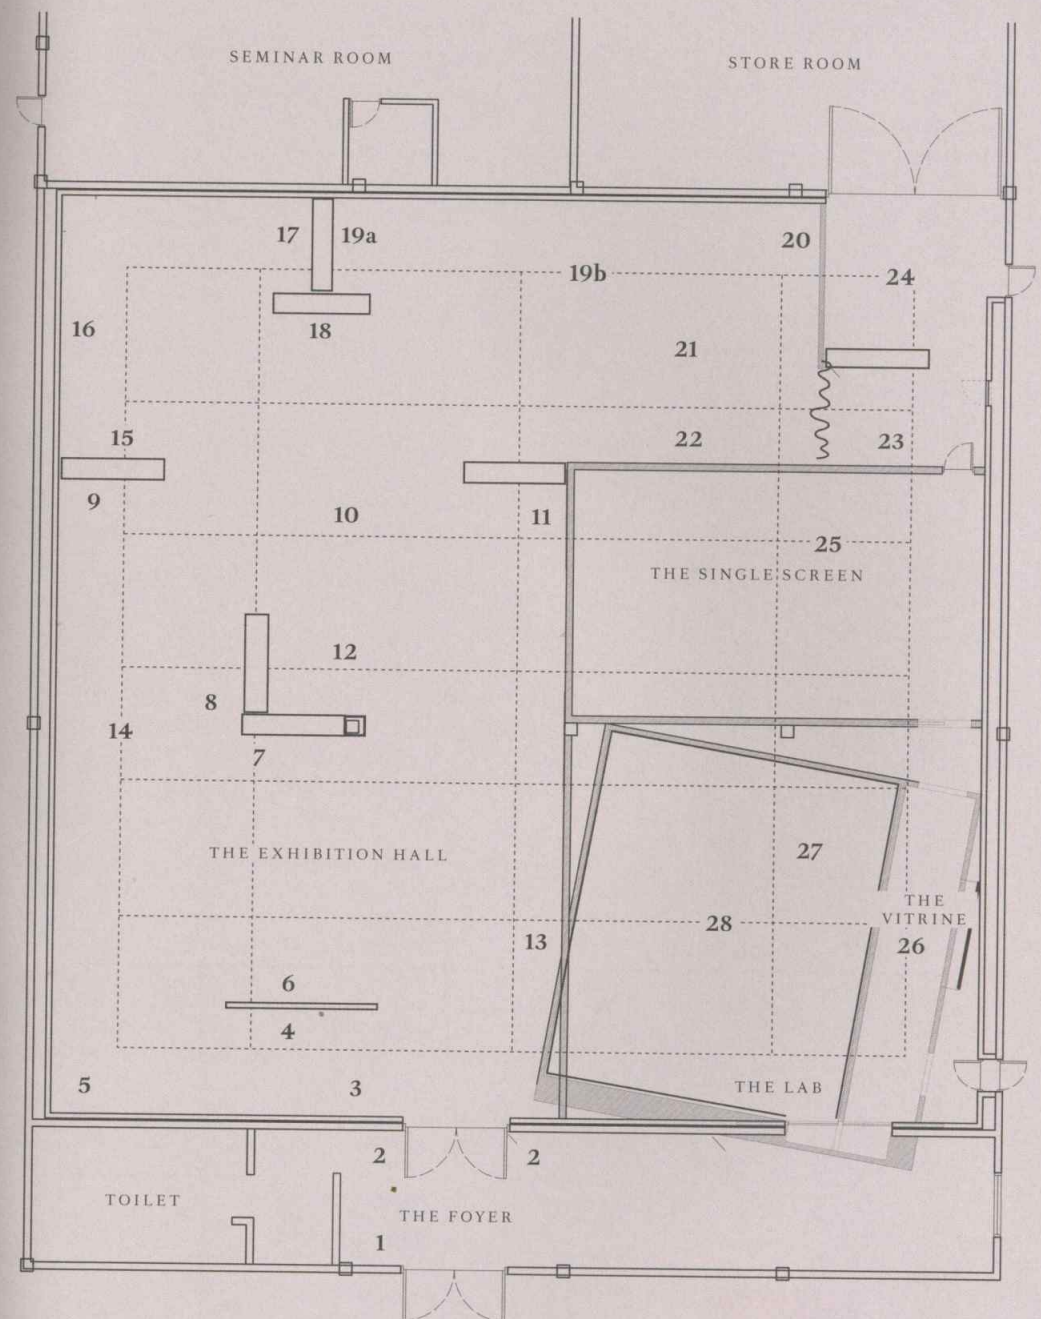 SEMINAR ROOM
STORE ROOM
17
19a
20
19b
24
16
18
21
15
22
23
9
10
11
25
THE SINGLE SCREEN
12
8
14
7
THE EXHIBITION HALL
27
THE
VITRINE
28
13
26
6
4
5
3
THE LAB
2
2
TOILET
THE FOYER
1